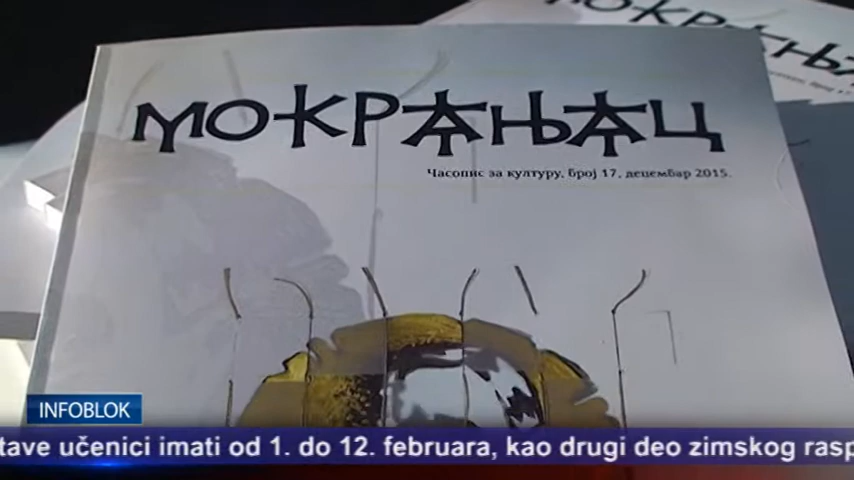 МОКРАЊАЦ
Часопис за културу, број 17, децембар 2015.
INFOBLOK
tave učenici imati od 1. do 12. februara, kao drugi deo zimskog rasp